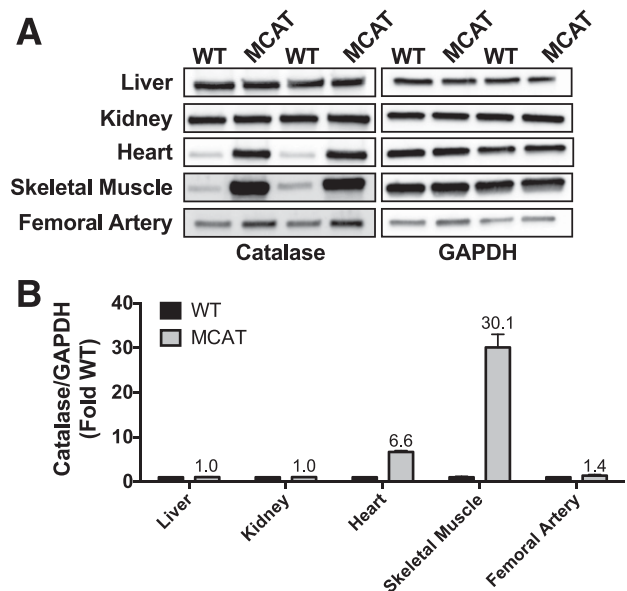 A
WT MCAT WT MCAT WT MCAT WT MCAT
Liver
Kidney
Heart
Skeletal Muscle
Femoral Artery
Catalase GAPDH
B
Catalase/GAPDH
(Fold WT)
40
30
20
10
0
WT
MCAT
1.0
1.0
6.6
30.1
1.4
Liver
Kidney
Heart
Skeletal Muscle
Femoral Artery